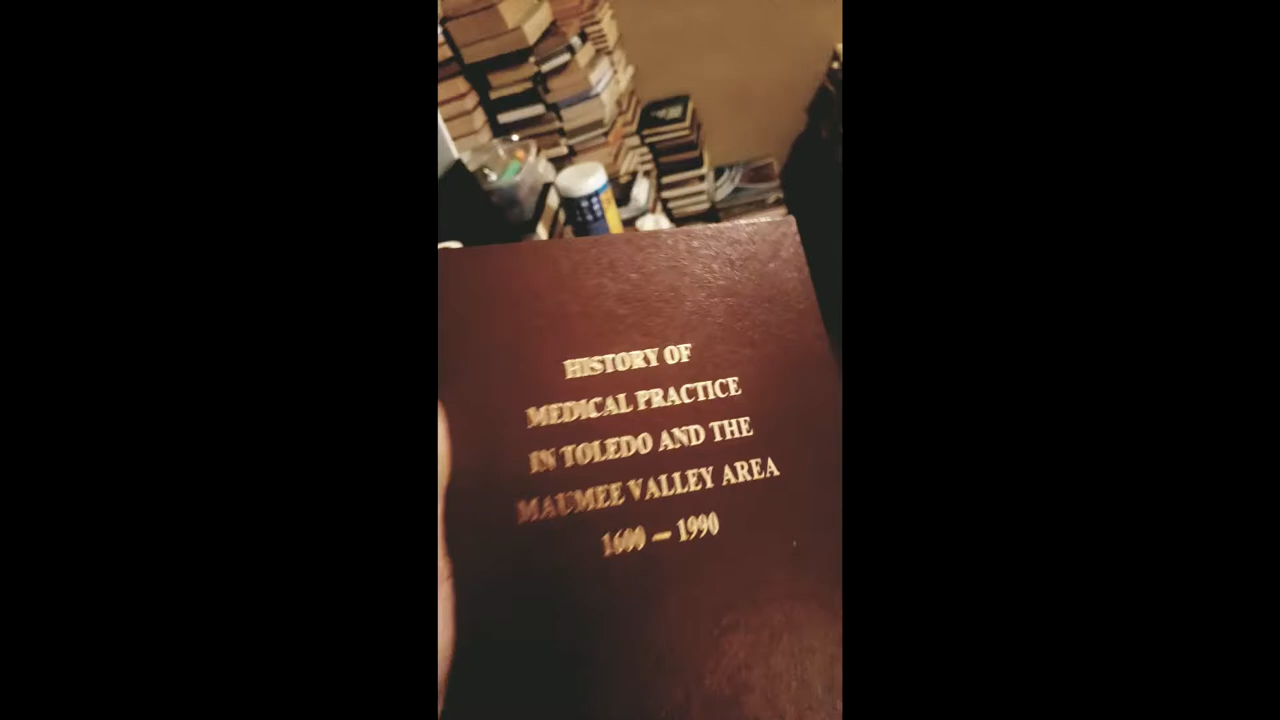 HISTORY OF
MEDICAL PRACTICE
IN TOLEDO AND THE
MAUMEE VALLEY AREA
1600 — 1990